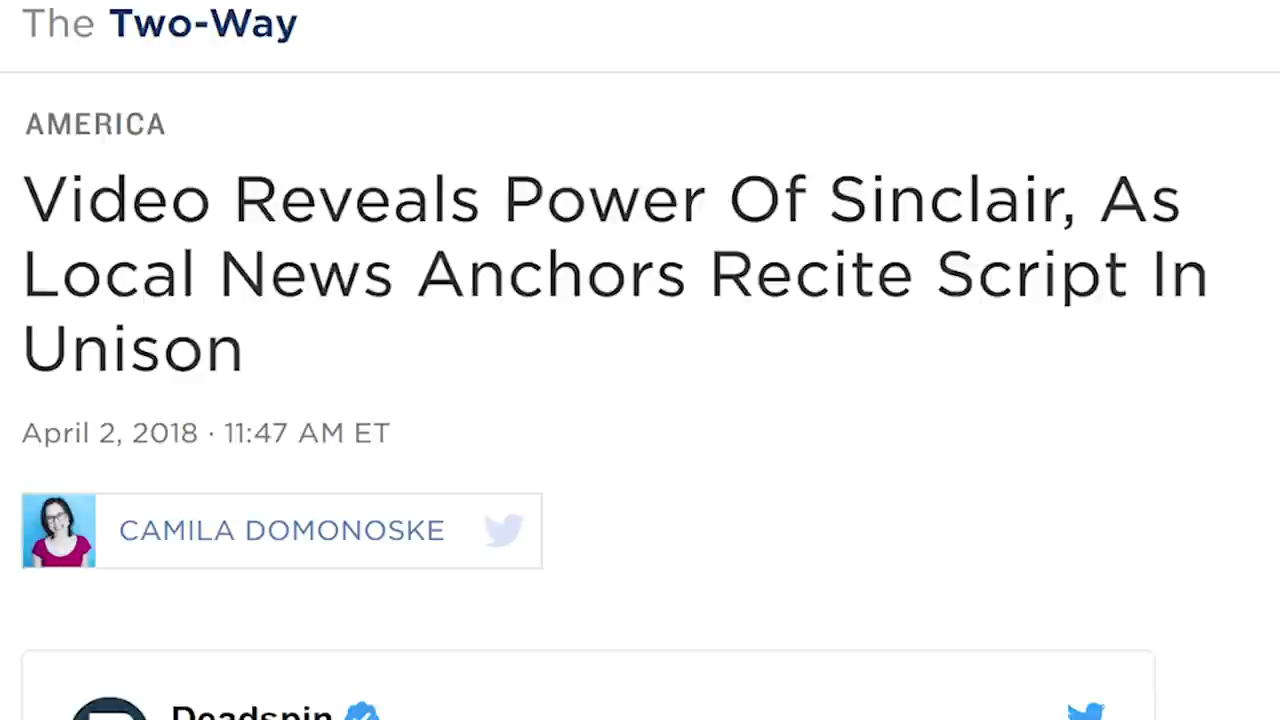 The Two-Way
AMERICA
Video Reveals Power Of Sinclair, As
Local News Anchors Recite Script In
Unison
April 2, 2018 · 11:47 AM ET
CAMILA DOMONOSKE
Deadspin